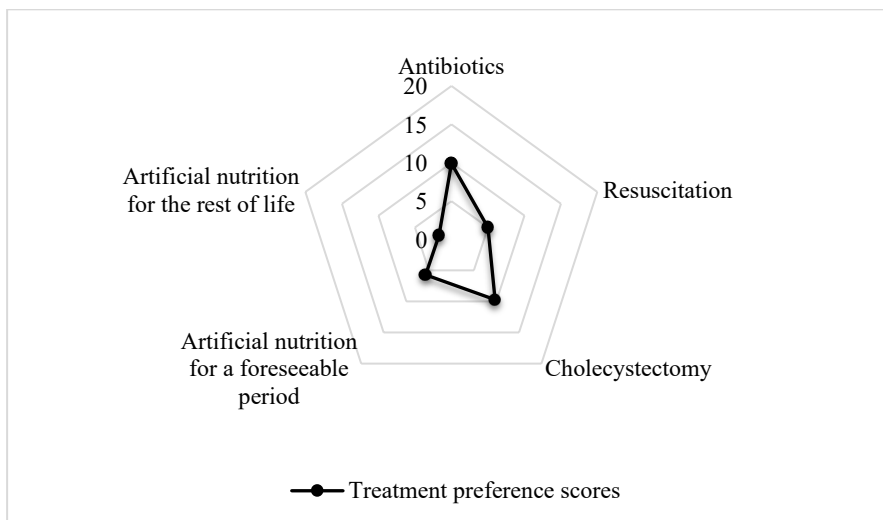 Antibiotics
20
15
10
5
0
Resuscitation
Cholecystectomy
Artificial nutrition
for a foreseeable
period
Artificial nutrition
for the rest of life
Treatment preference scores